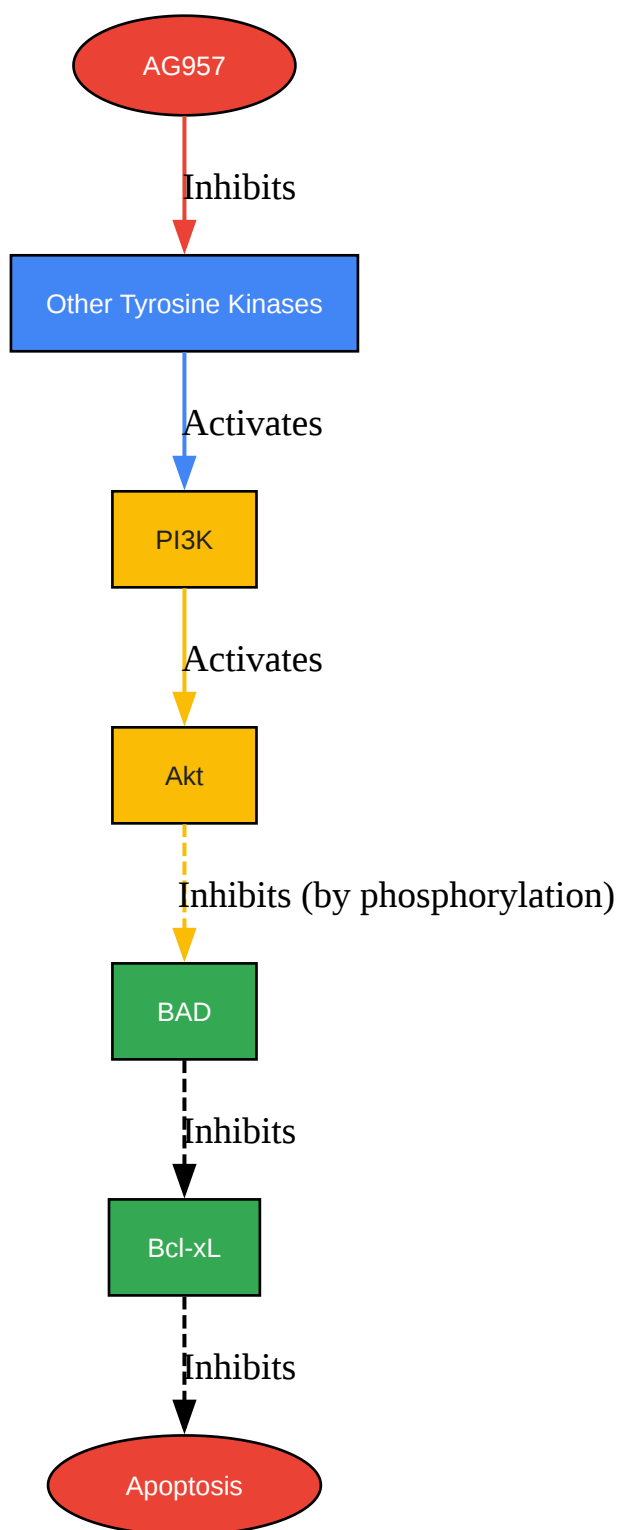 AG957
Inhibits
Other Tyrosine Kinases
Activates
PI3K
Activates
Akt
Inhibits (by phosphorylation)
BAD
Inhibits
Bcl-xL
Inhibits
Apoptosis